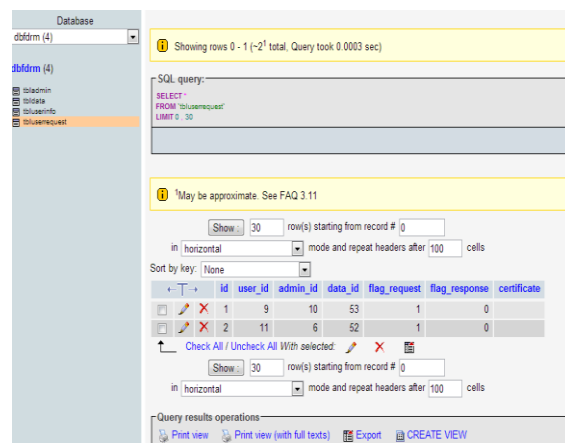 Database
dbfdrm (4)
dbfdrm (4)
tbladmin
tbldata
tbluserinfo
tbluserrequest
Showing rows 0 - 1 (~2¹ total, Query took 0.0003 sec)
SQL query:
SELECT *
FROM `tbluserrequest`
LIMIT 0 , 30
¹May be approximate. See FAQ 3.11
Show : 30 row(s) starting from record # 0
in horizontal mode and repeat headers after 100 cells
Sort by key: None
←T→ id user_id admin_id data_id flag_request flag_response certificate
1 9 10 53 1 0
2 11 6 52 1 0
Check All / Uncheck All With selected:
Show : 30 row(s) starting from record # 0
in horizontal mode and repeat headers after 100 cells
Query results operations
Print view Print view (with full texts) Export CREATE VIEW